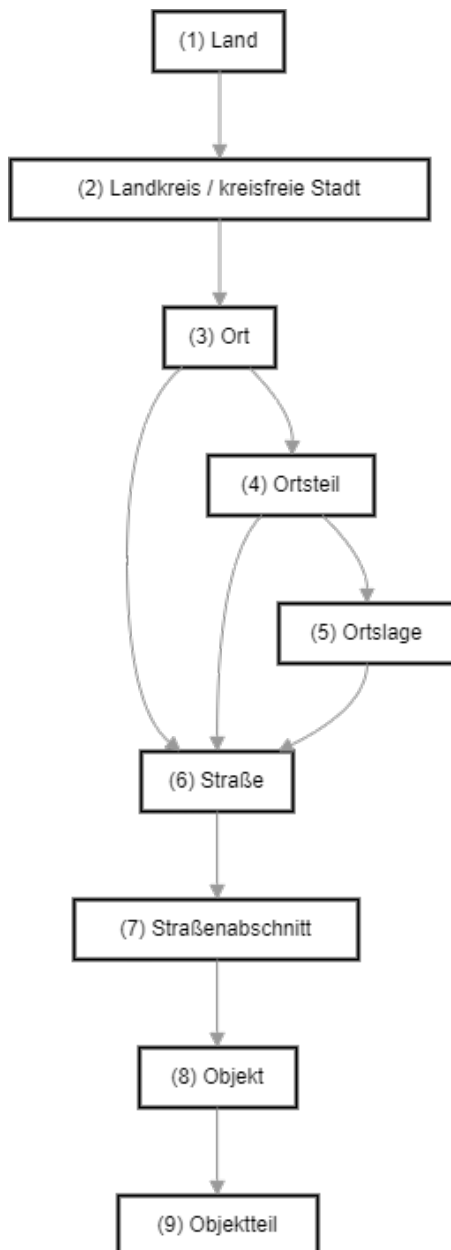 (1) Land
(2) Landkreis / kreisfreie Stadt
(3) Ort
(4) Ortsteil
(5) Ortslage
(6) Straße
(7) Straßenabschnitt
(8) Objekt
(9) Objektteil